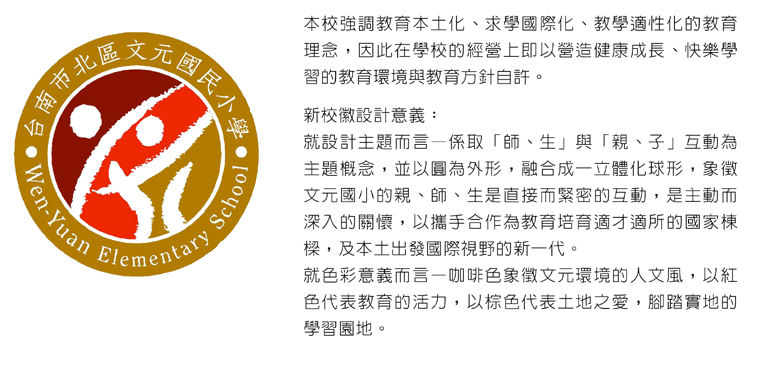 台南市北區文元國民小學
Wen-Yuan Elementary School
本校強調教育本土化、求學國際化、教學適性化的教育
理念，因此在學校的經營上即以營造健康成長、快樂學
習的教育環境與教育方針自許。
新校徽設計意義：
就設計主題而言—係取「師、生」與「親、子」互動為
主題概念，並以圓為外形，融合成一立體化球形，象徵
文元國小的親、師、生是直接而緊密的互動，是主動而
深入的關懷，以攜手合作為教育培育適才適所的國家棟
樑，及本土出發國際視野的新一代。
就色彩意義而言—咖啡色象徵文元環境的人文風，以紅
色代表教育的活力，以棕色代表土地之愛，腳踏實地的
學習園地。